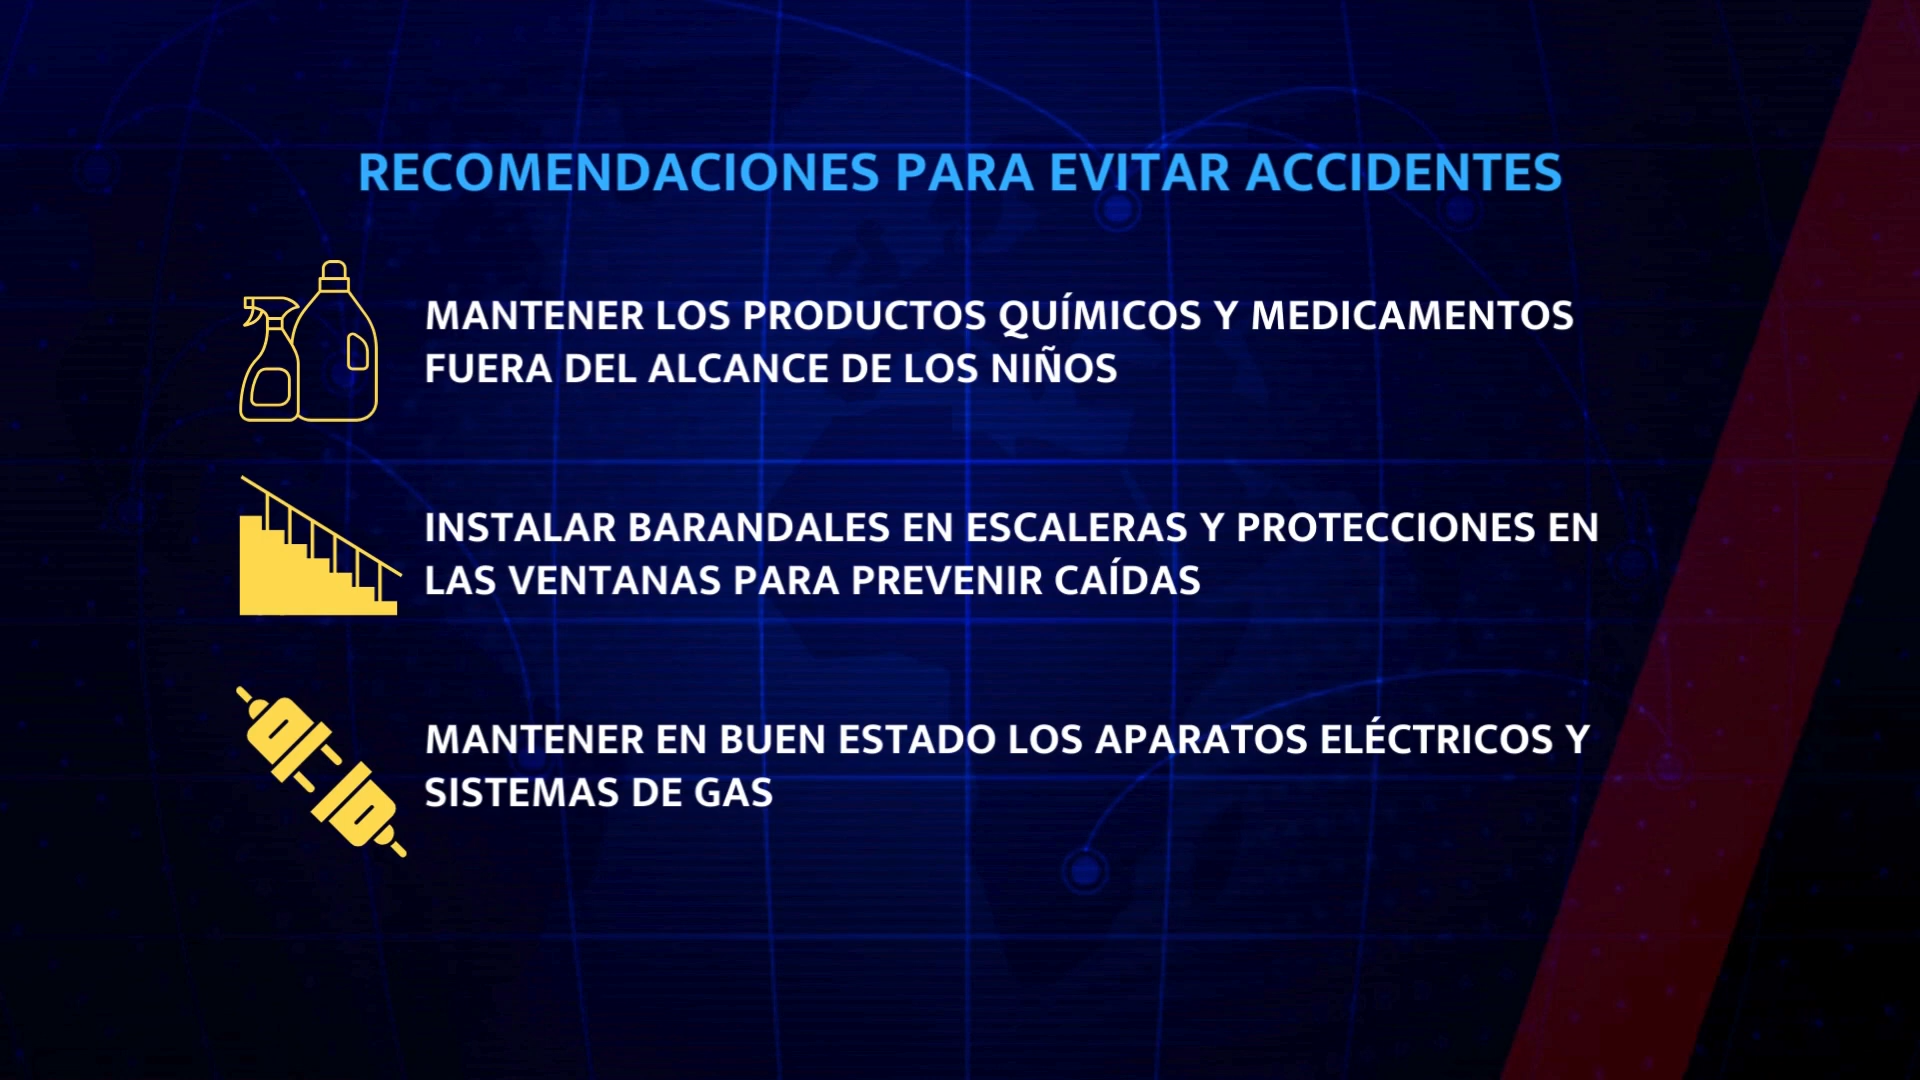 RECOMENDACIONES PARA EVITAR ACCIDENTES
MANTENER LOS PRODUCTOS QUÍMICOS Y MEDICAMENTOS
FUERA DEL ALCANCE DE LOS NIÑOS
INSTALAR BARANDALES EN ESCALERAS Y PROTECCIONES EN
LAS VENTANAS PARA PREVENIR CAÍDAS
MANTENER EN BUEN ESTADO LOS APARATOS ELÉCTRICOS Y
SISTEMAS DE GAS